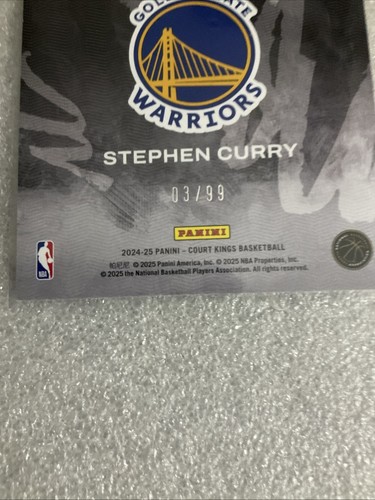 GOLDEN STATE
WARRIORS
STEPHEN CURRY
03/99
PANINI
2024-25 PANINI – COURT KINGS BASKETBALL
© 2025 Panini America, Inc. © 2025 NBA Properties, Inc.
© 2025 the National Basketball Players Association. All rights reserved.
NBA